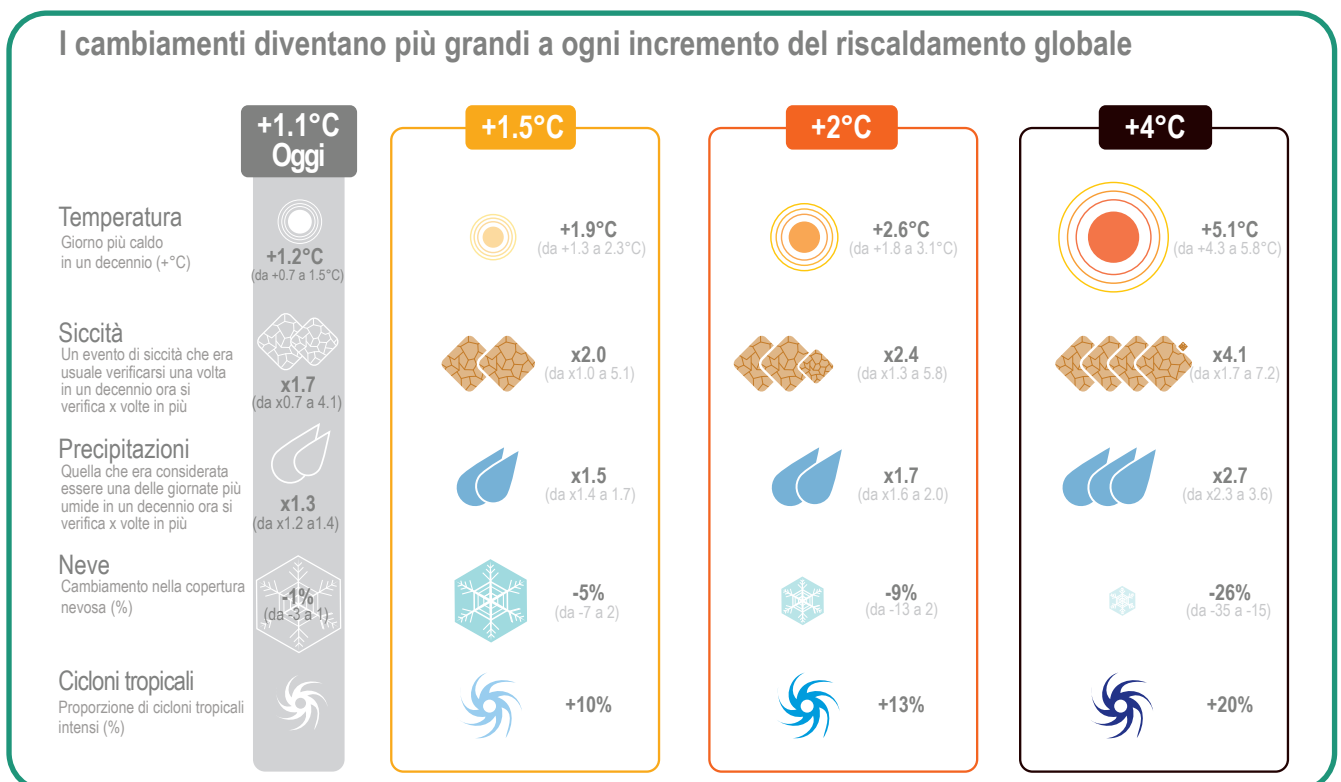 I cambiamenti diventano più grandi a ogni incremento del riscaldamento globale
+1.1°C
Oggi
+1.5°C
+2°C
+4°C
Temperatura
Giorno più caldo
in un decennio (+°C)
+1.2°C
(da +0.7 a 1.5°C)
+1.9°C
(da +1.3 a 2.3°C)
+2.6°C
(da +1.8 a 3.1°C)
+5.1°C
(da +4.3 a 5.8°C)
Siccità
Un evento di siccità che era
usuale verificarsi una volta
in un decennio ora si
verifica x volte in più
x1.7
(da x0.7 a 4.1)
x2.0
(da x1.0 a 5.1)
x2.4
(da x1.3 a 5.8)
x4.1
(da x1.7 a 7.2)
Precipitazioni
Quella che era considerata
essere una delle giornate più
umide in un decennio ora si
verifica x volte in più
x1.3
(da x1.2 a1.4)
x1.5
(da x1.4 a 1.7)
x1.7
(da x1.6 a 2.0)
x2.7
(da x2.3 a 3.6)
Neve
Cambiamento nella copertura
nevosa (%)
-1%
(da -3 a 1)
-5%
(da -7 a 2)
-9%
(da -13 a 2)
-26%
(da -35 a -15)
Cicloni tropicali
Proporzione di cicloni tropicali
intensi (%)
+10%
+13%
+20%